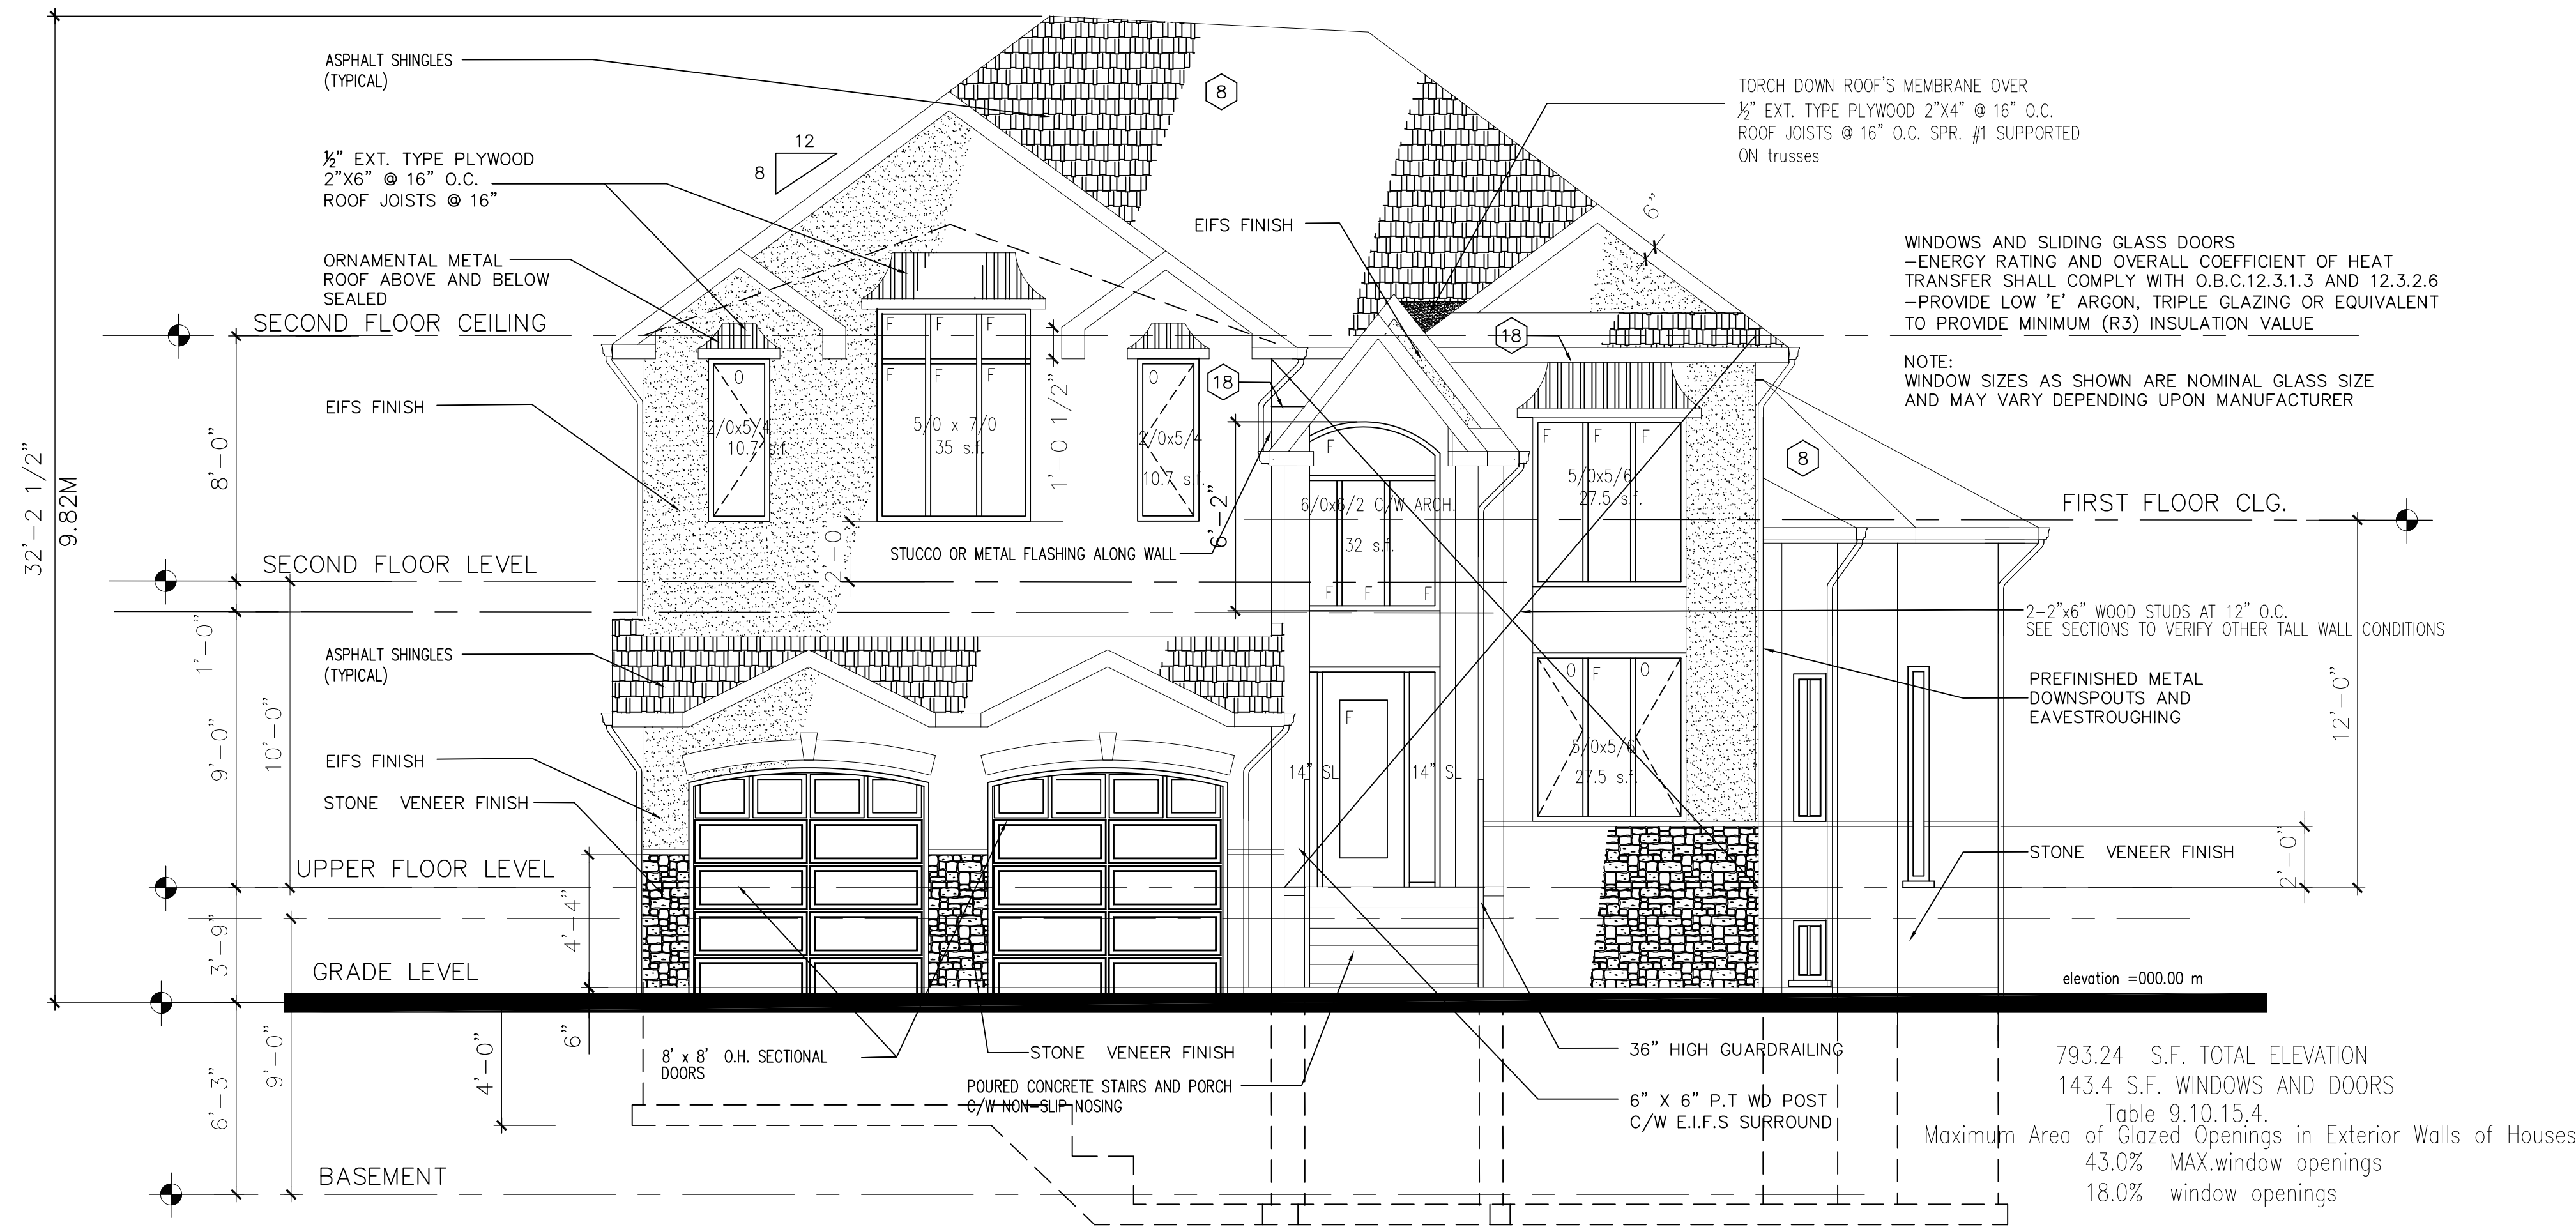 ASPHALT SHINGLES
(TYPICAL)
½" EXT. TYPE PLYWOOD
2"X6" @ 16" O.C.
ROOF JOISTS @ 16"
ORNAMENTAL METAL
ROOF ABOVE AND BELOW
SEALED
SECOND FLOOR CEILING
EIFS FINISH
SECOND FLOOR LEVEL
ASPHALT SHINGLES
(TYPICAL)
EIFS FINISH
STONE VENEER FINISH
UPPER FLOOR LEVEL
GRADE LEVEL
BASEMENT
32'-2 1/2"
9.82M
8'-0"
1'-0"
9'-0"
10'-0"
3'-9"
6'-3"
9'-0"
4'-0"
4'-4"
6"
12
8
8
EIFS FINISH
TORCH DOWN ROOF'S MEMBRANE OVER
½" EXT. TYPE PLYWOOD 2"X4" @ 16" O.C.
ROOF JOISTS @ 16" O.C. SPR. #1 SUPPORTED
ON trusses
6"
WINDOWS AND SLIDING GLASS DOORS
-ENERGY RATING AND OVERALL COEFFICIENT OF HEAT
TRANSFER SHALL COMPLY WITH O.B.C.12.3.1.3 AND 12.3.2.6
-PROVIDE LOW 'E' ARGON, TRIPLE GLAZING OR EQUIVALENT
TO PROVIDE MINIMUM (R3) INSULATION VALUE
NOTE:
WINDOW SIZES AS SHOWN ARE NOMINAL GLASS SIZE
AND MAY VARY DEPENDING UPON MANUFACTURER
O
2/0x5/4
10.7 s.f.
F F F
F F F
5/0 x 7/0
35 s.f.
1'-0 1/2"
O
2/0x5/4
10.7 s.f.
2'-0"
STUCCO OR METAL FLASHING ALONG WALL
18
6'-2"
F
6/0x6/2 C/W ARCH.
32 s.f.
F F F
18
F F F
5/0x5/6
27.5 s.f.
8
FIRST FLOOR CLG.
2-2"x6" WOOD STUDS AT 12" O.C.
SEE SECTIONS TO VERIFY OTHER TALL WALL CONDITIONS
PREFINISHED METAL
DOWNSPOUTS AND
EAVESTROUGHING
12'-0"
O F O
5/0x5/6
27.5 s.f.
F
14" SL
14" SL
STONE VENEER FINISH
2'-0"
elevation =000.00 m
8' x 8' O.H. SECTIONAL
DOORS
STONE VENEER FINISH
POURED CONCRETE STAIRS AND PORCH
C/W NON-SLIP NOSING
36" HIGH GUARDRAILING
6" X 6" P.T WD POST
C/W E.I.F.S SURROUND
793.24 S.F. TOTAL ELEVATION
143.4 S.F. WINDOWS AND DOORS
Table 9.10.15.4.
Maximum Area of Glazed Openings in Exterior Walls of Houses
43.0% MAX.window openings
18.0% window openings